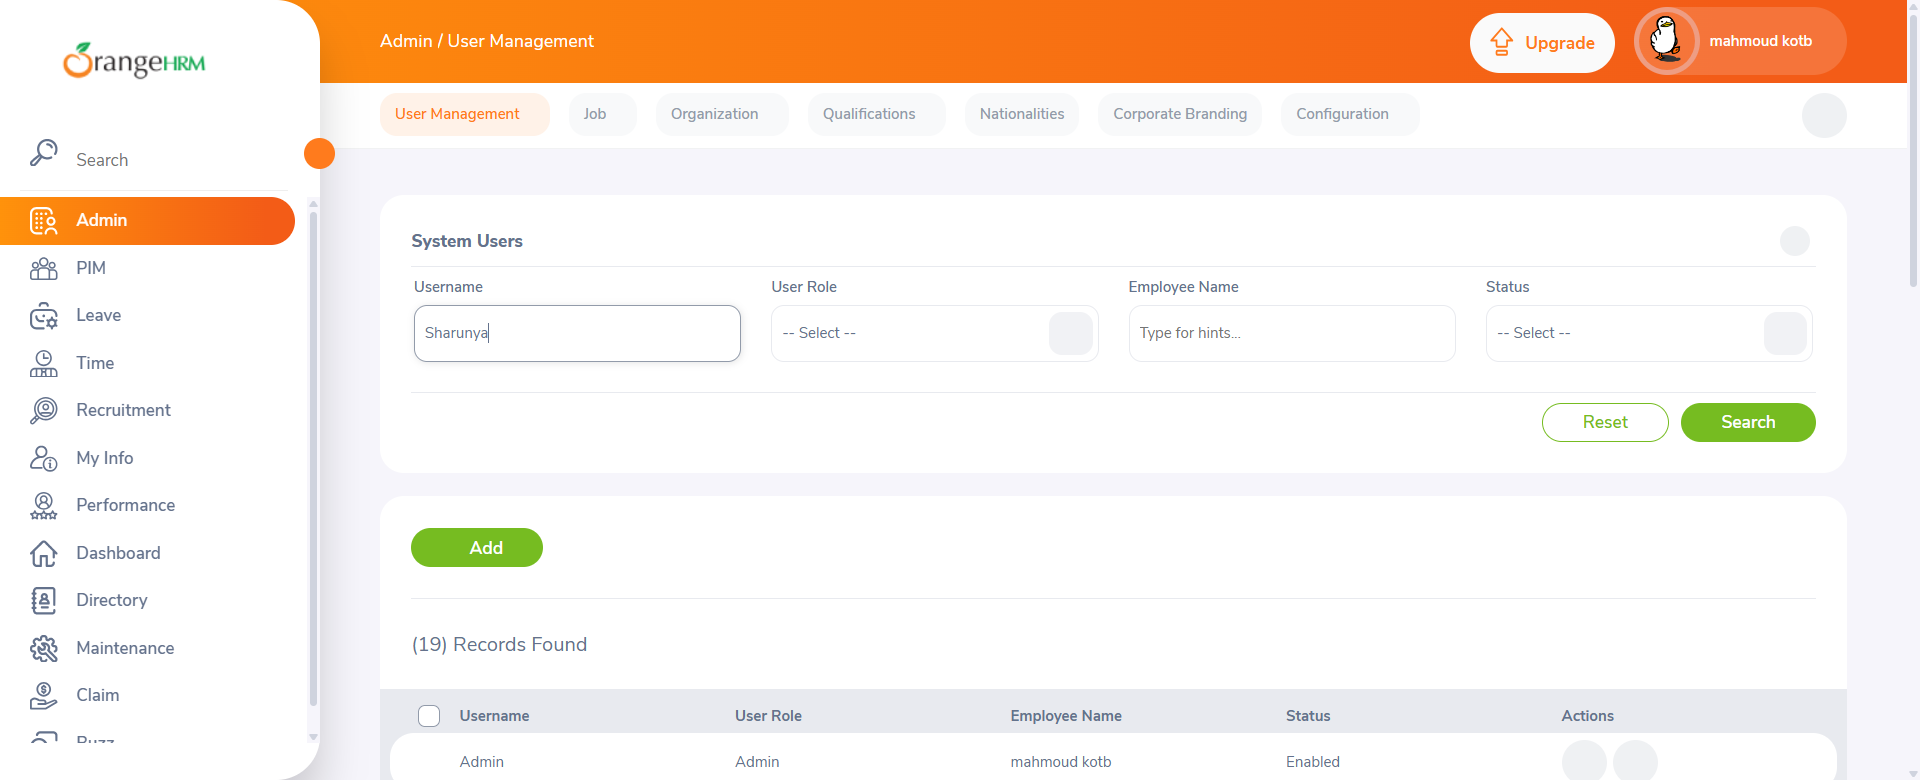 OrangeHRM
Admin / User Management
Upgrade
mahmoud kotb
User Management
Job
Organization
Qualifications
Nationalities
Corporate Branding
Configuration
Search
Admin
PIM
Leave
Time
Recruitment
My Info
Performance
Dashboard
Directory
Maintenance
Claim
Buzz
System Users
Username
User Role
Employee Name
Status
Sharunya
-- Select --
Type for hints...
-- Select --
Reset
Search
Add
(19) Records Found
Username
User Role
Employee Name
Status
Actions
Admin
Admin
mahmoud kotb
Enabled